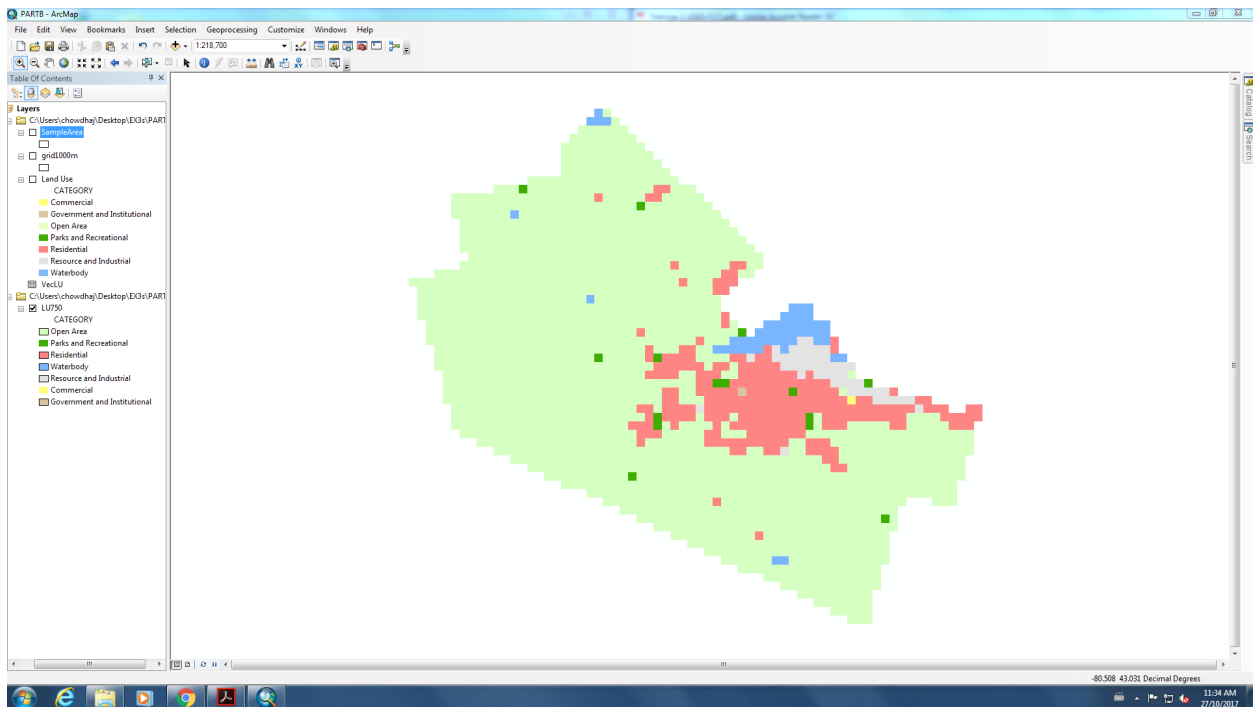 PARTB - ArcMap
File Edit View Bookmarks Insert Selection Geoprocessing Customize Windows Help
1:218,700
Table Of Contents
Layers
C:\Users\chowdhaj\Desktop\EX3s\PART
SampleArea
grid1000m
Land Use
CATEGORY
Commercial
Government and Institutional
Open Area
Parks and Recreational
Residential
Resource and Industrial
Waterbody
VecLU
C:\Users\chowdhaj\Desktop\EX3s\PART
LU750
CATEGORY
Open Area
Parks and Recreational
Residential
Waterbody
Resource and Industrial
Commercial
Government and Institutional
Catalog
Search
-80.508 43.031 Decimal Degrees
11:34 AM
27/10/2017